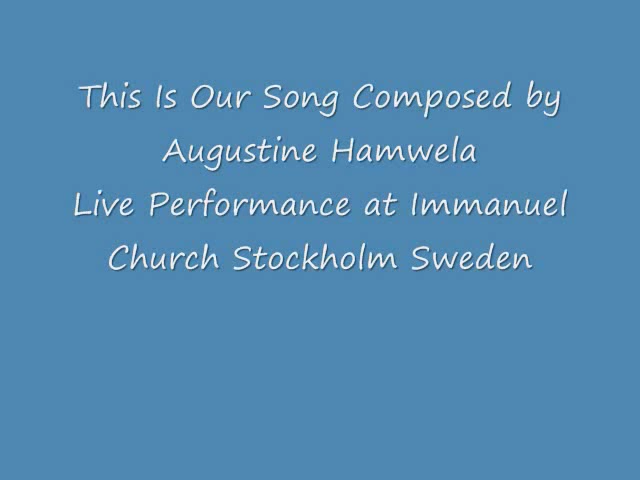 This Is Our Song Composed by
Augustine Hamwela
Live Performance at Immanuel
Church Stockholm Sweden